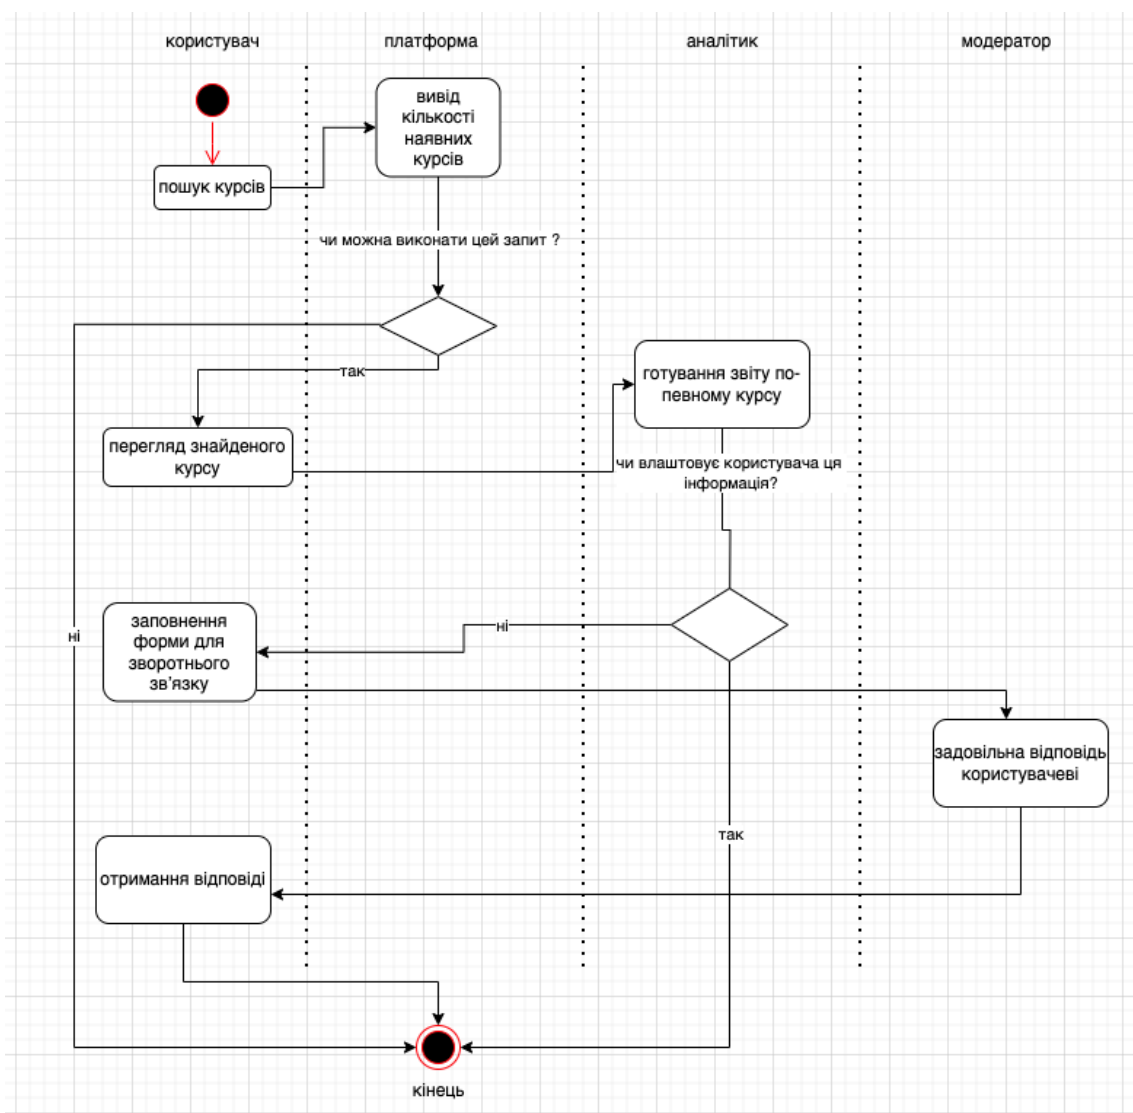 користувач
платформа
аналітик
модератор
вивід
кількості
наявних
курсів
пошук курсів
чи можна виконати цей запит ?
так
готування звіту по-
певному курсу
перегляд знайденого
курсу
чи влаштовує користувача ця
інформація?
заповнення
форми для
зворотнього
зв'язку
ні
ні
задовільна відповідь
користувачеві
так
отримання відповіді
кінець